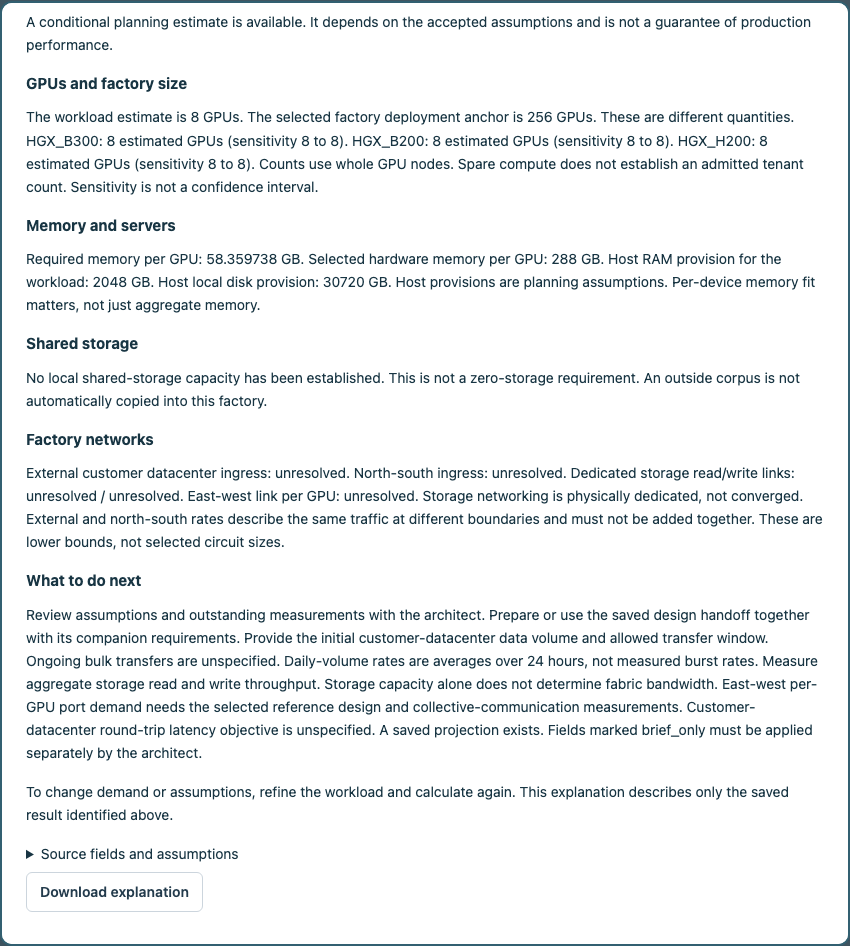 A conditional planning estimate is available. It depends on the accepted assumptions and is not a guarantee of production
performance.
GPUs and factory size
The workload estimate is 8 GPUs. The selected factory deployment anchor is 256 GPUs. These are different quantities.
HGX_B300: 8 estimated GPUs (sensitivity 8 to 8). HGX_B200: 8 estimated GPUs (sensitivity 8 to 8). HGX_H200: 8
estimated GPUs (sensitivity 8 to 8). Counts use whole GPU nodes. Spare compute does not establish an admitted tenant
count. Sensitivity is not a confidence interval.
Memory and servers
Required memory per GPU: 58.359738 GB. Selected hardware memory per GPU: 288 GB. Host RAM provision for the
workload: 2048 GB. Host local disk provision: 30720 GB. Host provisions are planning assumptions. Per-device memory fit
matters, not just aggregate memory.
Shared storage
No local shared-storage capacity has been established. This is not a zero-storage requirement. An outside corpus is not
automatically copied into this factory.
Factory networks
External customer datacenter ingress: unresolved. North-south ingress: unresolved. Dedicated storage read/write links:
unresolved / unresolved. East-west link per GPU: unresolved. Storage networking is physically dedicated, not converged.
External and north-south rates describe the same traffic at different boundaries and must not be added together. These are
lower bounds, not selected circuit sizes.
What to do next
Review assumptions and outstanding measurements with the architect. Prepare or use the saved design handoff together
with its companion requirements. Provide the initial customer-datacenter data volume and allowed transfer window.
Ongoing bulk transfers are unspecified. Daily-volume rates are averages over 24 hours, not measured burst rates. Measure
aggregate storage read and write throughput. Storage capacity alone does not determine fabric bandwidth. East-west per-
GPU port demand needs the selected reference design and collective-communication measurements. Customer-
datacenter round-trip latency objective is unspecified. A saved projection exists. Fields marked brief_only must be applied
separately by the architect.
To change demand or assumptions, refine the workload and calculate again. This explanation describes only the saved
result identified above.
▶ Source fields and assumptions
Download explanation